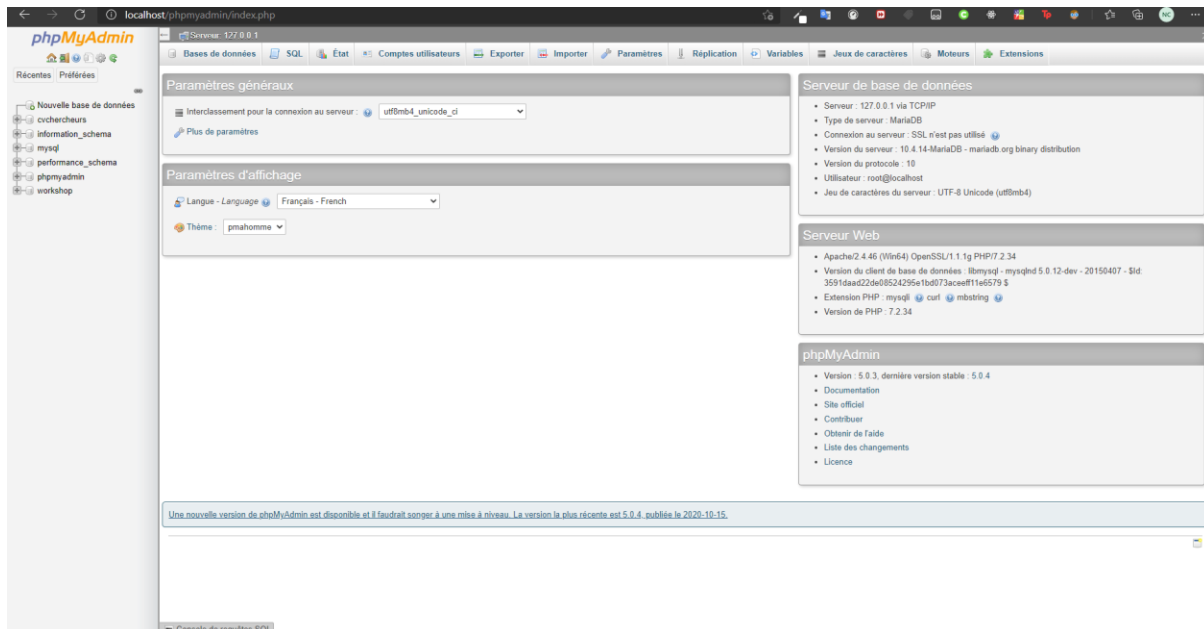 localhost/phpmyadmin/index.php
NC
phpMyAdmin
Récentes Préférées
Nouvelle base de données
cvchercheurs
information_schema
mysql
performance_schema
phpmyadmin
workshop
Serveur: 127.0.0.1
Bases de données SQL État Comptes utilisateurs Exporter Importer Paramètres Réplication Variables Jeux de caractères Moteurs Extensions
Paramètres généraux
Interclassement pour la connexion au serveur : utf8mb4_unicode_ci
Plus de paramètres
Paramètres d'affichage
Langue - Language Français - French
Thème : pmahomme
Serveur de base de données
Serveur : 127.0.0.1 via TCP/IP
Type de serveur : MariaDB
Connexion au serveur : SSL n'est pas utilisé
Version du serveur : 10.4.14-MariaDB - mariadb.org binary distribution
Version du protocole : 10
Utilisateur : root@localhost
Jeu de caractères du serveur : UTF-8 Unicode (utf8mb4)
Serveur Web
Apache/2.4.46 (Win64) OpenSSL/1.1.1g PHP/7.2.34
Version du client de base de données : libmysql - mysqlnd 5.0.12-dev - 20150407 - $Id:
3591daad22de08524295e1bd073aceeff11e6579 $
Extension PHP : mysqli curl mbstring
Version de PHP : 7.2.34
phpMyAdmin
Version : 5.0.3, dernière version stable : 5.0.4
Documentation
Site officiel
Contribuer
Obtenir de l'aide
Liste des changements
Licence
Une nouvelle version de phpMyAdmin est disponible et il faudrait songer à une mise à niveau. La version la plus récente est 5.0.4, publiée le 2020-10-15.
Console de requêtes SQL